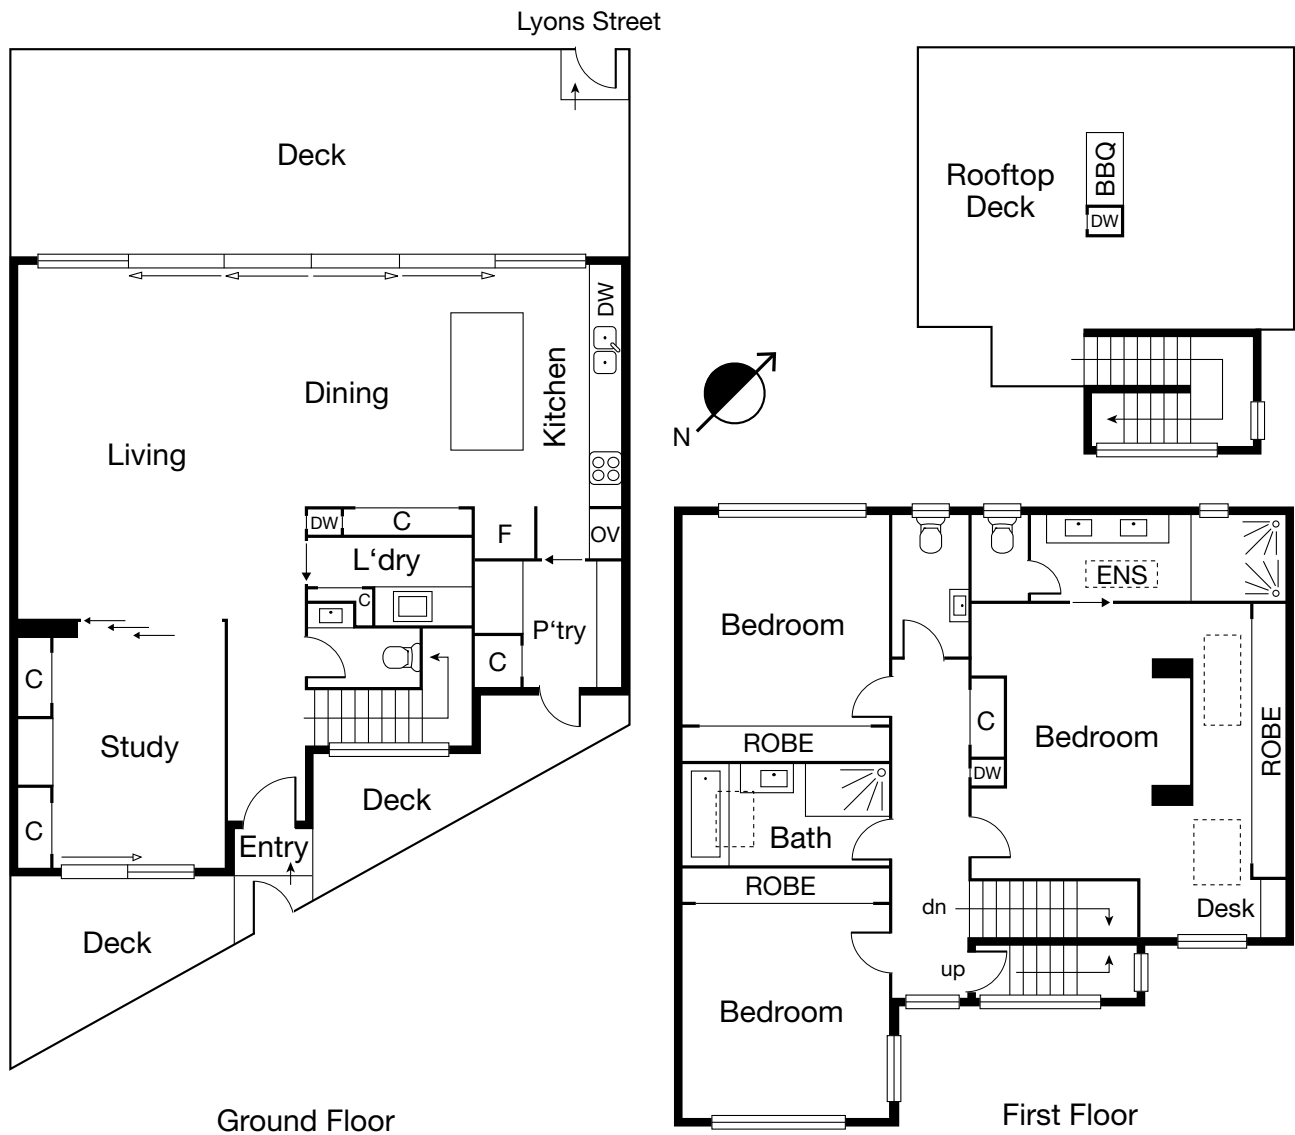 Lyons Street
Deck
Rooftop
Deck
BBQ
DW
DW
Kitchen
Dining
Living
N
DW
C
F
OV
L‘dry
C
P‘try
C
C
Study
C
Deck
Entry
Deck
Ground Floor
ENS
Bedroom
ROBE
C
DW
Bedroom
ROBE
Bath
ROBE
dn
Desk
up
Bedroom
First Floor